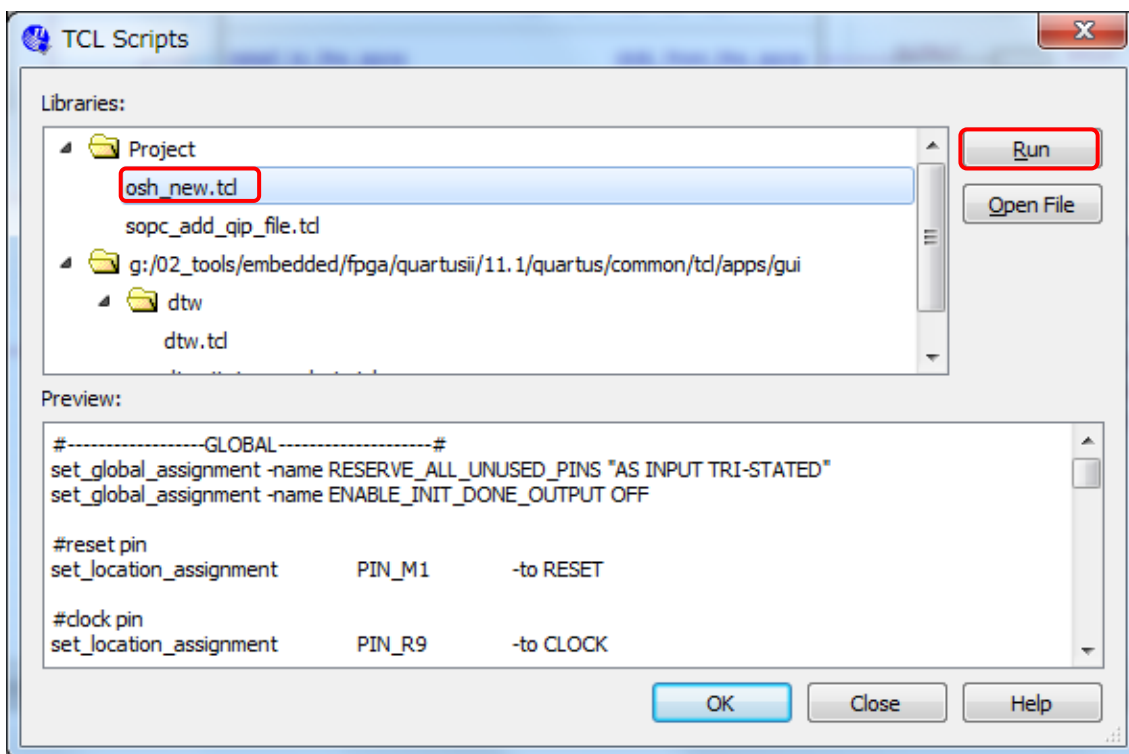 TCL Scripts
Libraries:
Project
Run
osh_new.tcl
Open File
sopc_add_qip_file.tcl
g:/02_tools/embedded/fpga/quartusii/11.1/quartus/common/tcl/apps/gui
dtw
dtw.tcl
Preview:
#------------------GLOBAL--------------------#
set_global_assignment -name RESERVE_ALL_UNUSED_PINS "AS INPUT TRI-STATED"
set_global_assignment -name ENABLE_INIT_DONE_OUTPUT OFF
#reset pin
set_location_assignment PIN_M1 -to RESET
#clock pin
set_location_assignment PIN_R9 -to CLOCK
OK Close Help